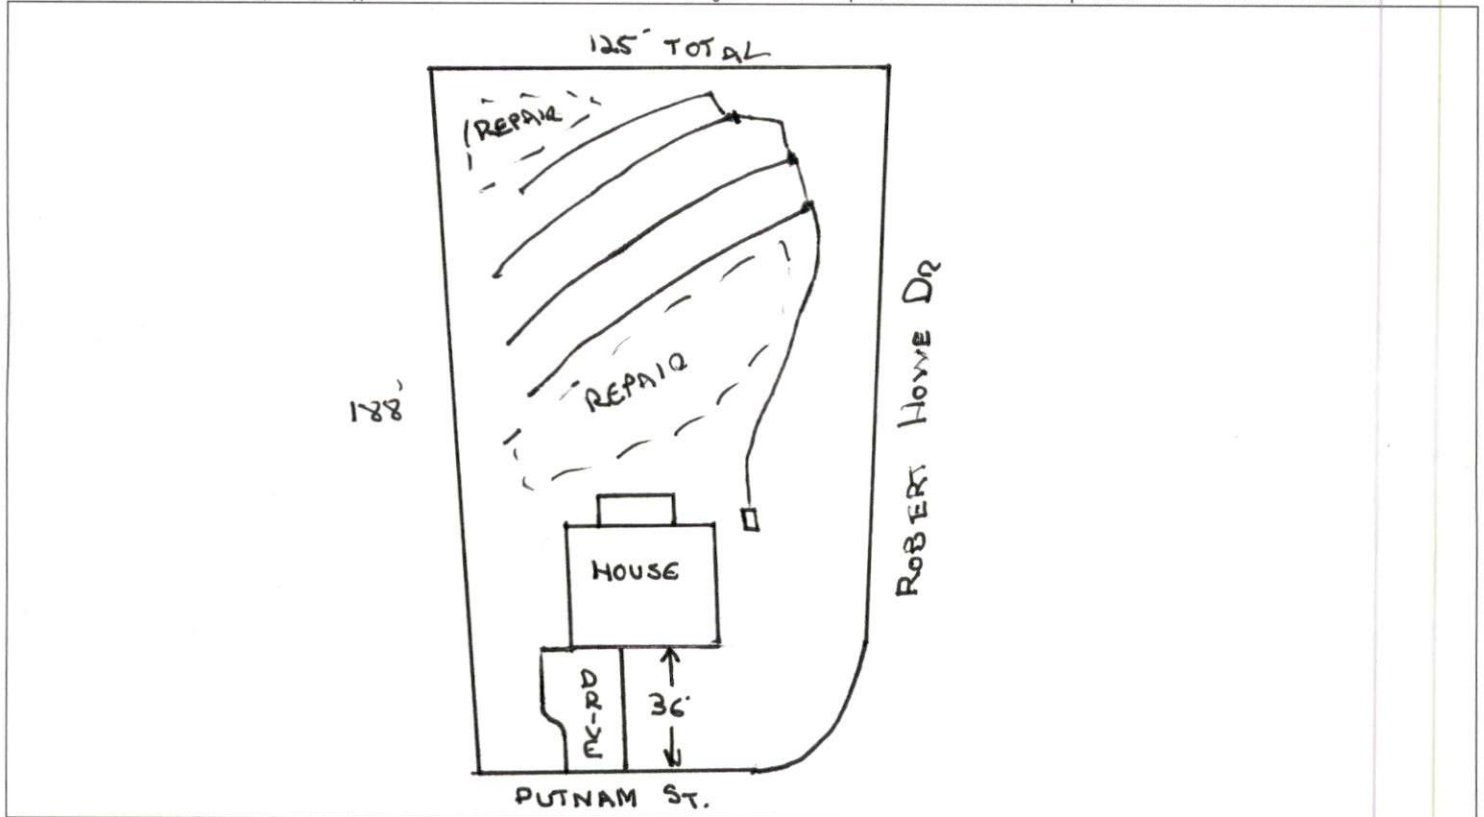 125' TOTAL
REPAIR
188'
REPAIR
ROBERT HOWE DR
HOUSE
DRIVE
36'
PUTNAM ST.